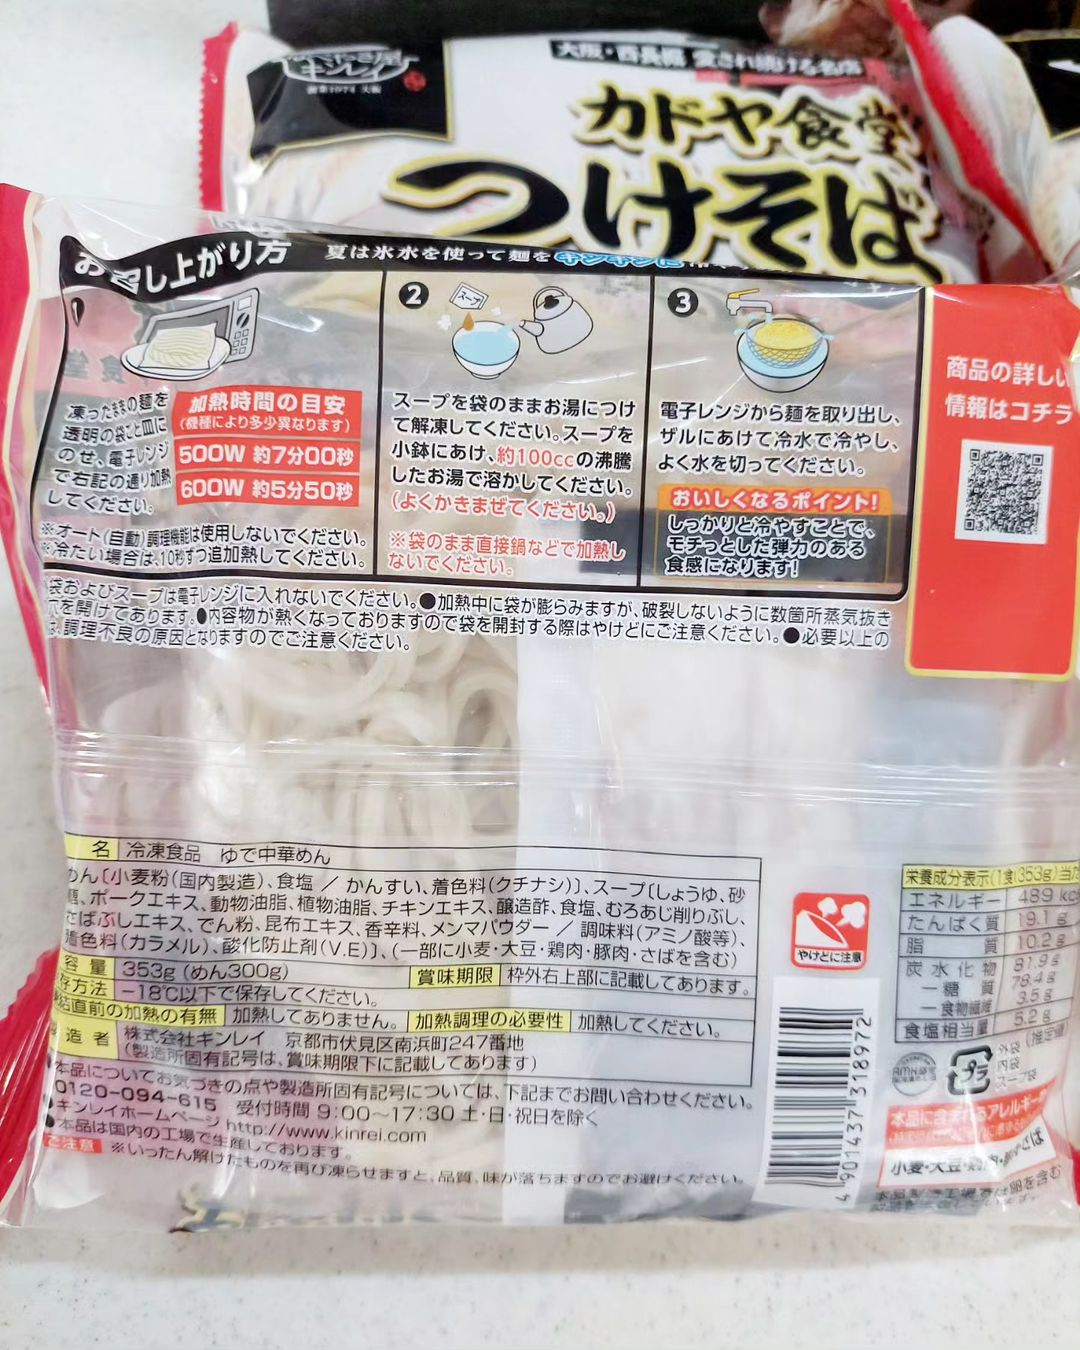 キンレイ
大阪・西長堀 愛され続ける名店
カドヤ食堂
つけそば
お召し上がり方
夏は氷水を使って麺をキンキンに
1
凍ったままの麺を
透明の袋ごと皿に
のせ、電子レンジ
で右記の通り加熱
してください。
加熱時間の目安
(機種により多少異なります)
500W 約7分00秒
600W 約5分50秒
※オート(自動)調理機能は使用しないでください。
※冷たい場合は、10秒ずつ追加熱してください。
2
スープ
スープを袋のままお湯につけ
て解凍してください。スープを
小鉢にあけ、約100ccの沸騰
したお湯で溶かしてください。
(よくかきまぜてください。)
※袋のまま直接鍋などで加熱し
ないでください。
3
電子レンジから麺を取り出し、
ザルにあけて冷水で冷やし、
よく水を切ってください。
おいしくなるポイント!
しっかりと冷やすことで、
モチっとした弾力のある
食感になります!
商品の詳しい
情報はコチラ
袋およびスープは電子レンジに入れないでください。●加熱中に袋が膨らみますが、破裂しないように数箇所蒸気抜き
穴を開けてあります。●内容物が熱くなっておりますので袋を開封する際はやけどにご注意ください。●必要以上の
は、調理不良の原因となりますのでご注意ください。
名 冷凍食品 ゆで中華めん
めん〔小麦粉(国内製造)、食塩 / かんすい、着色料(クチナシ)〕、スープ〔しょうゆ、砂
糖、ポークエキス、動物油脂、植物油脂、チキンエキス、醸造酢、食塩、むろあじ削りぶし、
さばぶしエキス、でん粉、昆布エキス、香辛料、メンマパウダー / 調味料(アミノ酸等)、
着色料(カラメル)、酸化防止剤(V.E)〕、(一部に小麦・大豆・鶏肉・豚肉・さばを含む)
容量 353g (めん300g) 賞味期限 枠外右上部に記載してあります。
存方法 -18℃以下で保存してください。
結直前の加熱の有無 加熱してありません。 加熱調理の必要性 加熱してください。
造者 株式会社キンレイ 京都市伏見区南浜町247番地
(製造所固有記号は、賞味期限下に記載してあります)
本品についてお気づきの点や製造所固有記号については、下記までお問い合わせください。
0120-094-615 受付時間 9:00~17:30 土・日・祝日を除く
キンレイホームページ http://www.kinrei.com
本品は国内の工場で生産しております。
ご注意 ※いったん解けたものを再び凍らせますと、品質、味が落ちますのでお避けください。
やけどに注意
4 901437 318972
栄養成分表示(1食(353g)当た
エネルギー 489 kc
たんぱく質 19.1 g
脂質 10.2 g
炭水化物 81.9 g
-糖質 78.4 g
-食物繊維 3.5 g
食塩相当量 5.2 g
(推定値)
プラ
外袋
内袋
スープ袋
本品に含まれるアレルギー
小麦・大豆・鶏肉・豚肉・さば